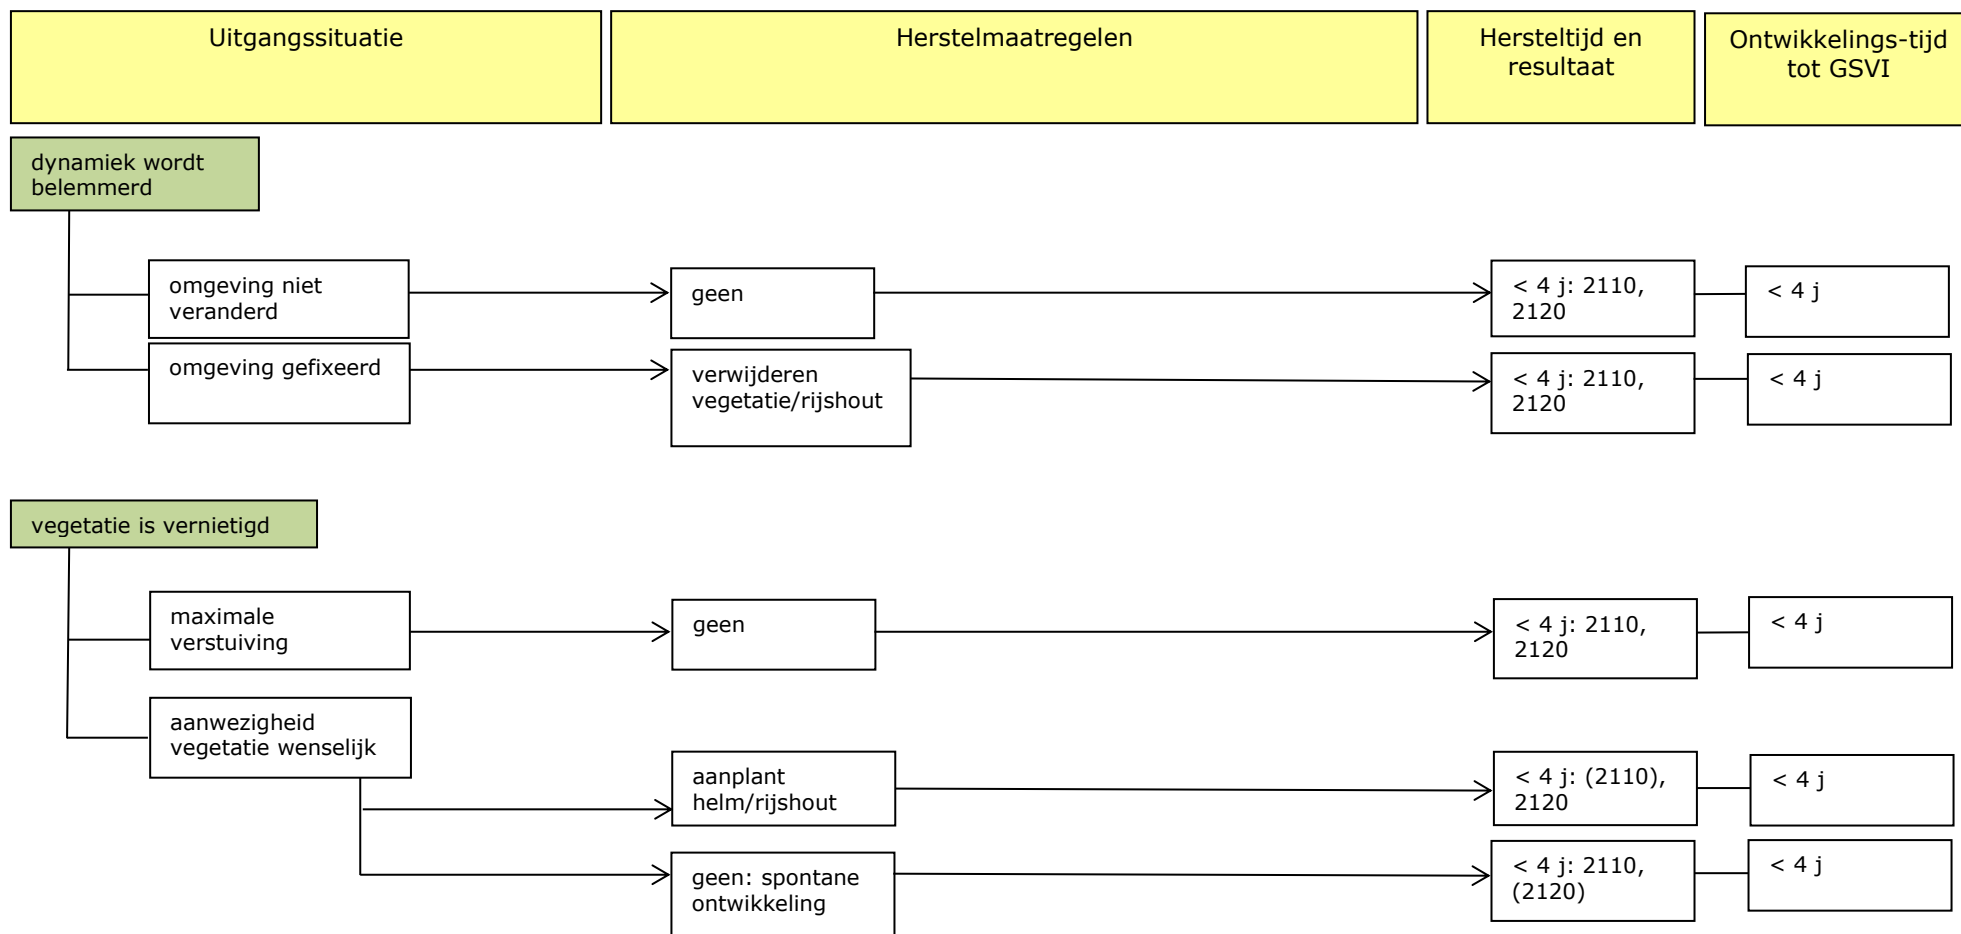 Uitgangssituatie
Herstelmaatregelen
Hersteltijd en
resultaat
Ontwikkelings-tijd
tot GSVI
dynamiek wordt
belemmerd
omgeving niet
veranderd
geen
< 4 j: 2110,
2120
< 4 j
omgeving gefixeerd
verwijderen
vegetatie/rijshout
< 4 j: 2110,
2120
< 4 j
vegetatie is vernietigd
maximale
verstuiving
geen
< 4 j: 2110,
2120
< 4 j
aanwezigheid
vegetatie wenselijk
aanplant
helm/rijshout
< 4 j: (2110),
2120
< 4 j
geen: spontane
ontwikkeling
< 4 j: 2110,
(2120)
< 4 j